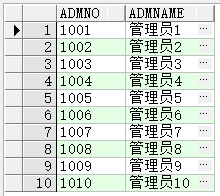 ADMNO ADMNAME
1 1001 管理员1 ...
2 1002 管理员2 ...
3 1003 管理员3 ...
4 1004 管理员4 ...
5 1005 管理员5 ...
6 1006 管理员6 ...
7 1007 管理员7 ...
8 1008 管理员8 ...
9 1009 管理员9 ...
10 1010 管理员10 ...